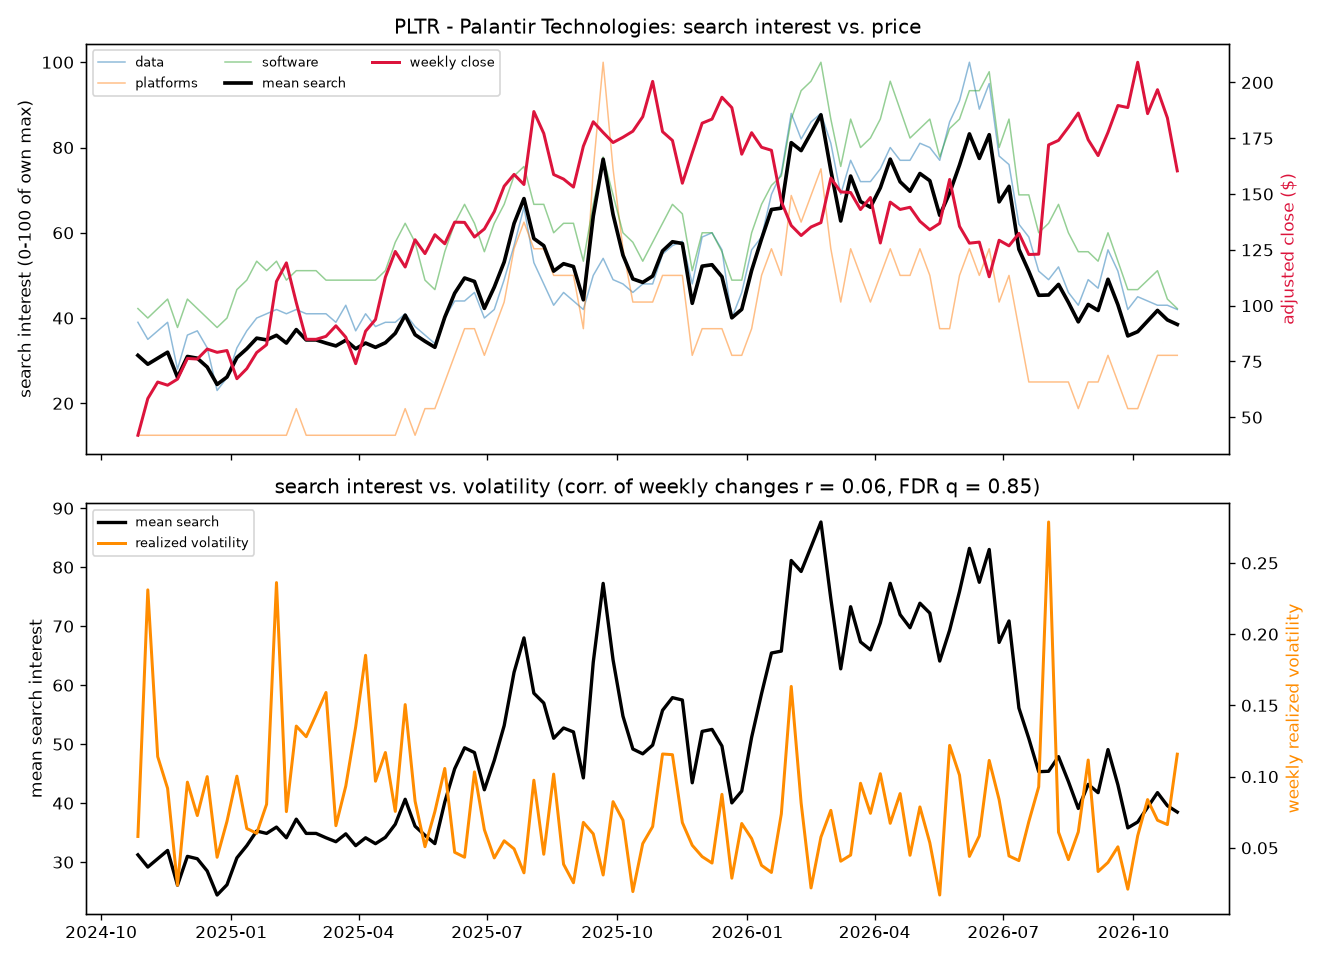 PLTR - Palantir Technologies: search interest vs. price
data
platforms
software
mean search
weekly close
search interest (0-100 of own max)
100
80
60
40
20
adjusted close ($)
200
175
150
125
100
75
50
search interest vs. volatility (corr. of weekly changes r = 0.06, FDR q = 0.85)
mean search
realized volatility
mean search interest
90
80
70
60
50
40
30
weekly realized volatility
0.25
0.20
0.15
0.10
0.05
2024-10
2025-01
2025-04
2025-07
2025-10
2026-01
2026-04
2026-07
2026-10